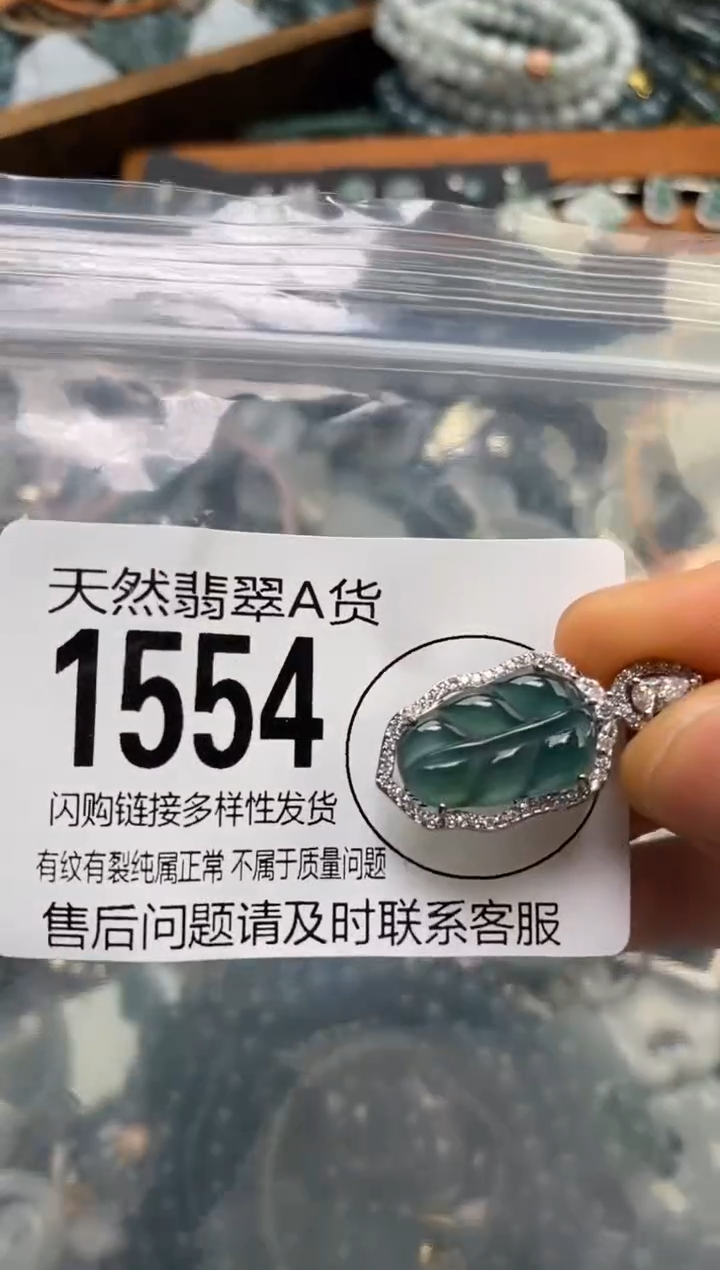 天然翡翠A货
1554
闪购链接多样性发货
有纹有裂纯属正常 不属于质量问题
售后问题请及时联系客服